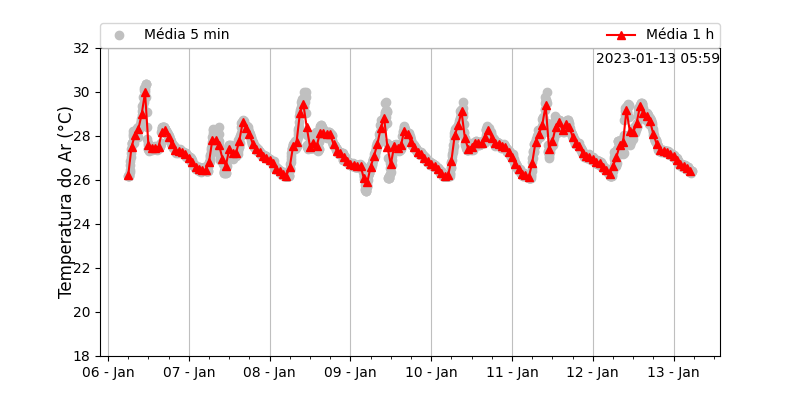 Média 5 min
Média 1 h
2023-01-13 05:59
Temperatura do Ar (°C)
32
30
28
26
24
22
20
18
06 - Jan
07 - Jan
08 - Jan
09 - Jan
10 - Jan
11 - Jan
12 - Jan
13 - Jan